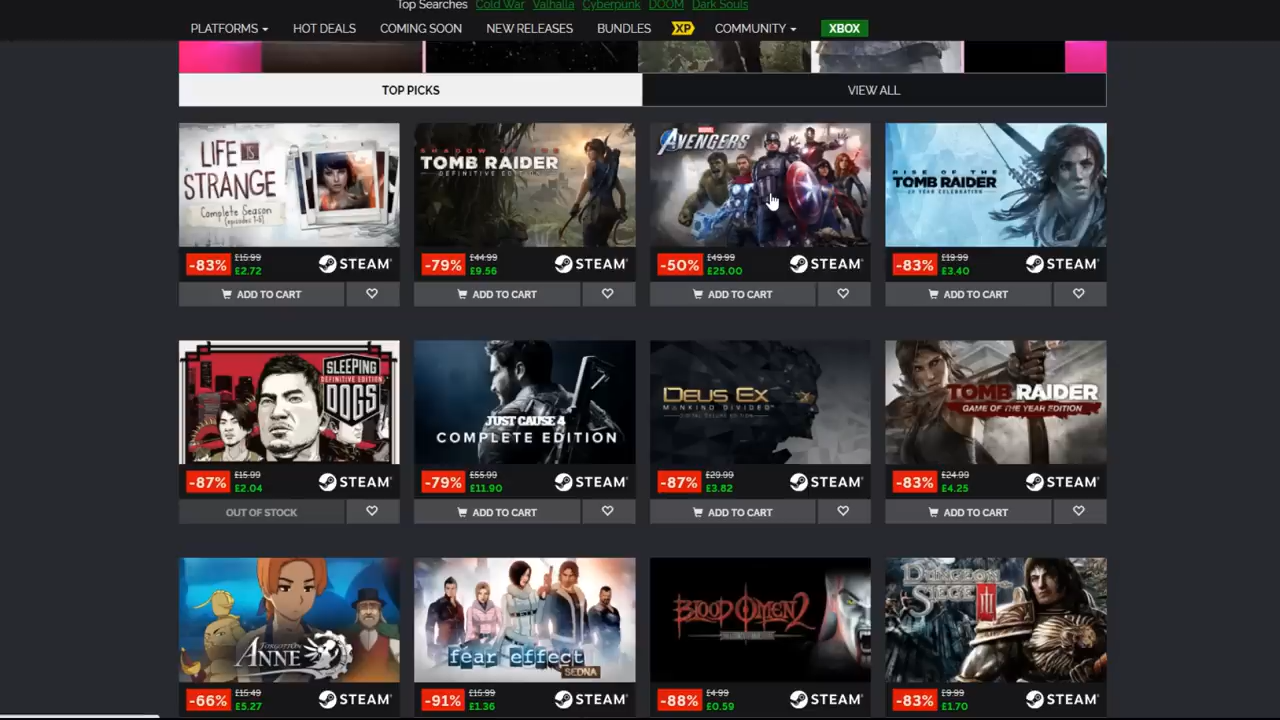 Top Searches Cold War Valhalla Cyberpunk DOOM Dark Souls
PLATFORMS HOT DEALS COMING SOON NEW RELEASES BUNDLES XP COMMUNITY XBOX
TOP PICKS VIEW ALL
LIFE IS STRANGE
Complete Season
(episodes 1-5)
-83% £15.99 £2.72 STEAM
ADD TO CART
SHADOW OF THE
TOMB RAIDER
DEFINITIVE EDITION
-79% £44.99 £9.56 STEAM
ADD TO CART
MARVEL
AVENGERS
-50% £49.99 £25.00 STEAM
ADD TO CART
RISE OF THE
TOMB RAIDER
20 YEAR CELEBRATION
-83% £19.99 £3.40 STEAM
ADD TO CART
SLEEPING
DEFINITIVE EDITION
DOGS
-87% £15.99 £2.04 STEAM
OUT OF STOCK
JUST CAUSE 4
COMPLETE EDITION
-79% £55.99 £11.90 STEAM
ADD TO CART
DEUS EX
MANKIND DIVIDED
DIGITAL DELUXE EDITION
-87% £29.99 £3.82 STEAM
ADD TO CART
TOMB RAIDER
GAME OF THE YEAR EDITION
-83% £24.99 £4.25 STEAM
ADD TO CART
FORGOTTON
ANNE
-66% £15.49 £5.27 STEAM
fear effect
SEDNA
-91% £15.99 £1.36 STEAM
BLOOD OMEN 2
-88% £4.99 £0.59 STEAM
DUNGEON
SIEGE III
-83% £9.99 £1.70 STEAM